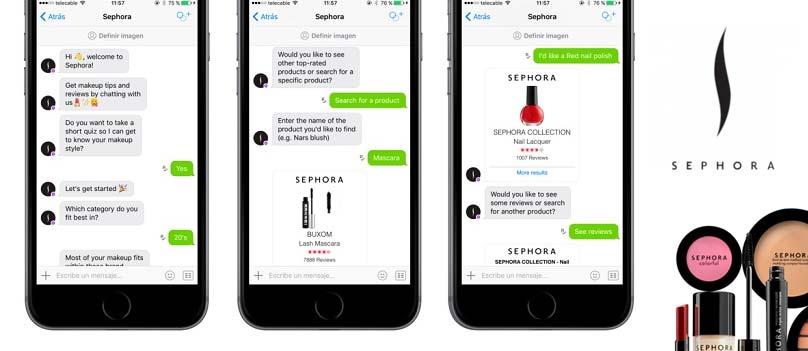 telecable 11:57 75 %
Atrás Sephora
Definir imagen
Hi 👋, welcome to
Sephora!
Get makeup tips and
reviews by chatting with
us💄✨😝
Do you want to take a
short quiz so I can get
to know your makeup
style?
Yes
Let's get started 🎉
Which category do you
fit best in?
20's
Most of your makeup fits
Escribe un mensaje...
telecable 11:57 76 %
Atrás Sephora
Definir imagen
Would you like to see
other top-rated
products or search for a
specific product?
Search for a product
Enter the name of the
product you'd like to find
(e.g. Nars blush)
Mascara
SEPHORA
BUXOM
Lash Mascara
7888 Reviews
Escribe un mensaje...
telecable 11:57 76 %
Atrás Sephora
Definir imagen
I'd like a Red nail polish
SEPHORA
SEPHORA COLLECTION
Nail Lacquer
1007 Reviews
More results
Would you like to see
some reviews or search
for another product?
See reviews
SEPHORA
SEPHORA COLLECTION - Nail
Escribe un mensaje...
SEPHORA
SEPHORA
colorful
SEPHORA
SEPHORA